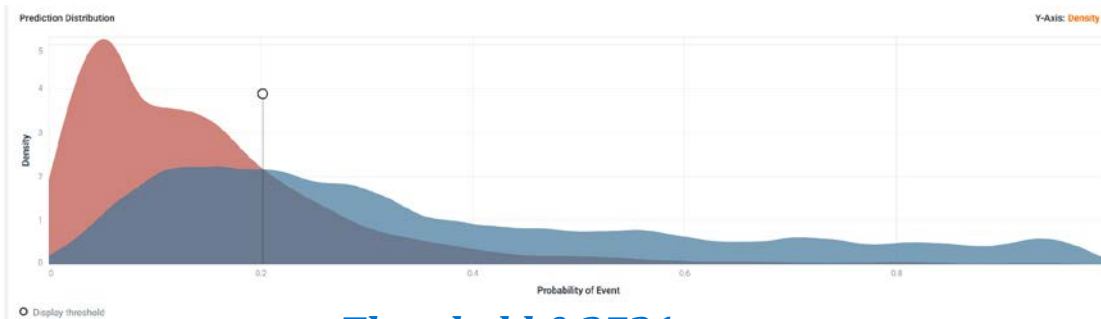 Prediction Distribution
Y-Axis: Density
5
4
3
2
1
0
Density
0 0.2 0.4 0.6 0.8
Probability of Event
Display threshold